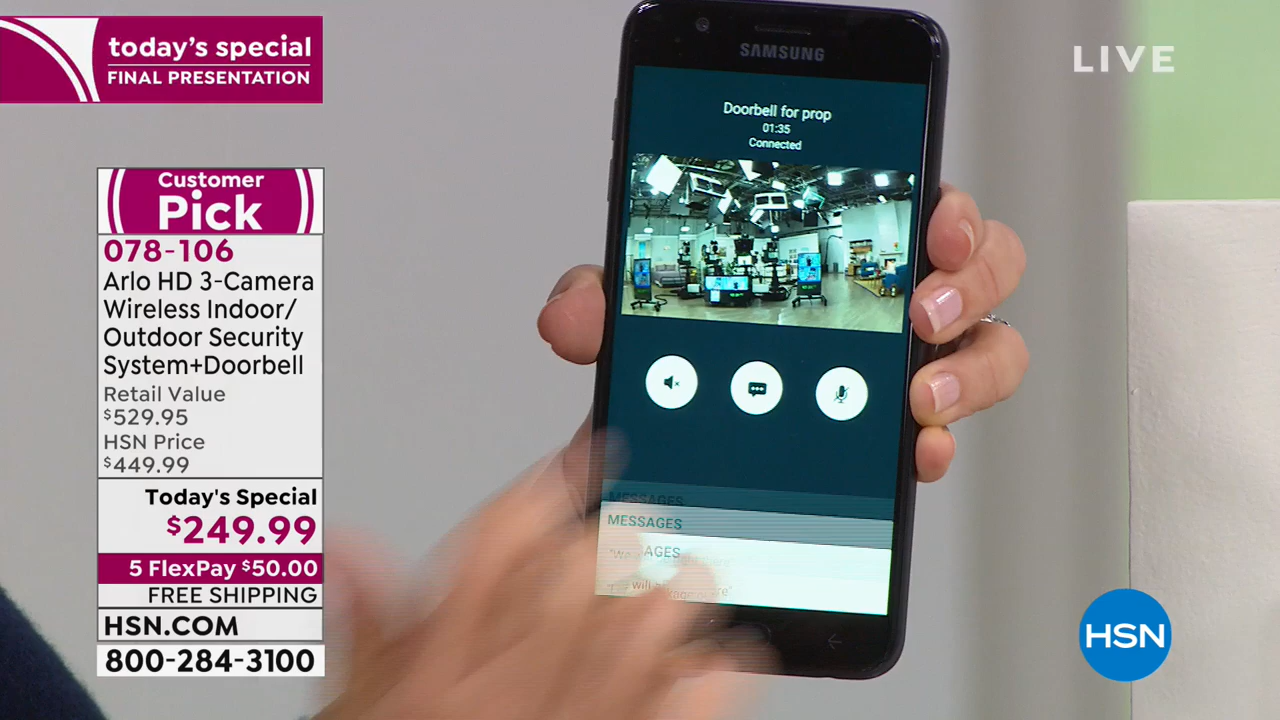 today's special
FINAL PRESENTATION
LIVE
Customer
Pick
078-106
Arlo HD 3-Camera
Wireless Indoor/
Outdoor Security
System+Doorbell
Retail Value
$529.95
HSN Price
$449.99
Today's Special
$249.99
5 FlexPay $50.00
FREE SHIPPING
HSN.COM
800-284-3100
SAMSUNG
Doorbell for prop
01:35
Connected
MESSAGES
MESSAGES
HSN